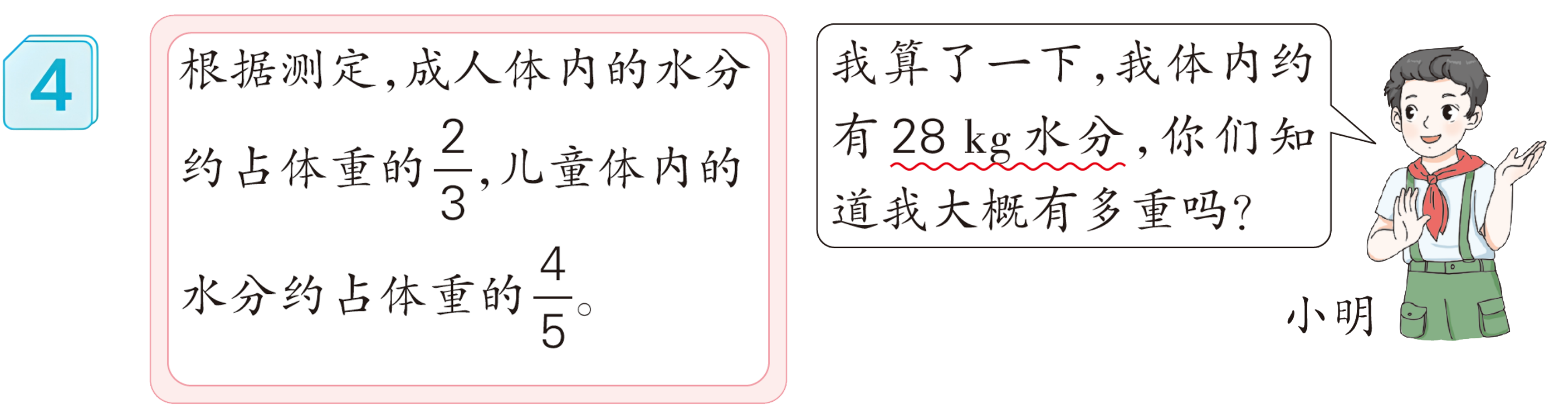 4
根据测定,成人体内的水分
约占体重的2/3,儿童体内的
水分约占体重的4/5。
我算了一下,我体内约
有28 kg水分,你们知
道我大概有多重吗?
小明